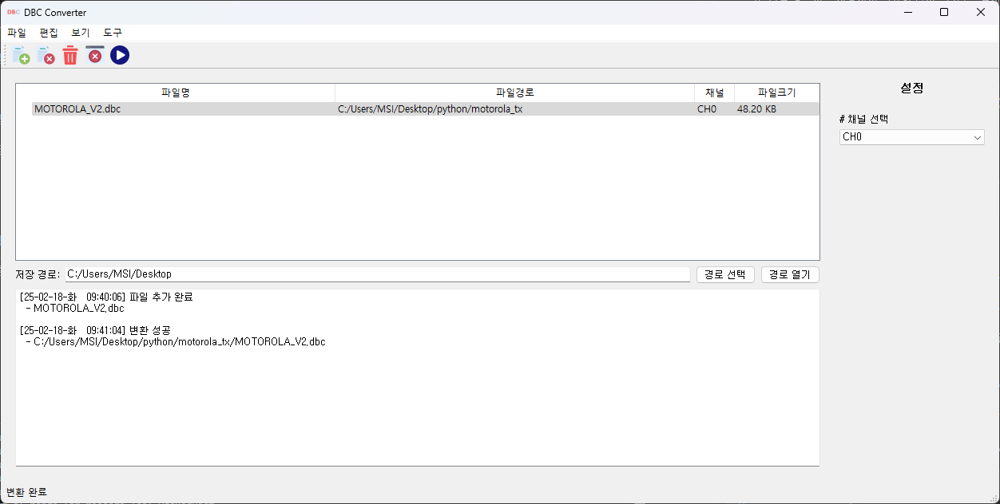 DBC DBC Converter
파일 편집 보기 도구
파일명 파일경로 채널 파일크기
MOTOROLA_V2.dbc C:/Users/MSI/Desktop/python/motorola_tx CH0 48.20 KB
설정
# 채널 선택
CH0
저장 경로: C:/Users/MSI/Desktop 경로 선택 경로 열기
[25-02-18-화 09:40:06] 파일 추가 완료
- MOTOROLA_V2.dbc
[25-02-18-화 09:41:04] 변환 성공
- C:/Users/MSI/Desktop/python/motorola_tx/MOTOROLA_V2.dbc
변환 완료